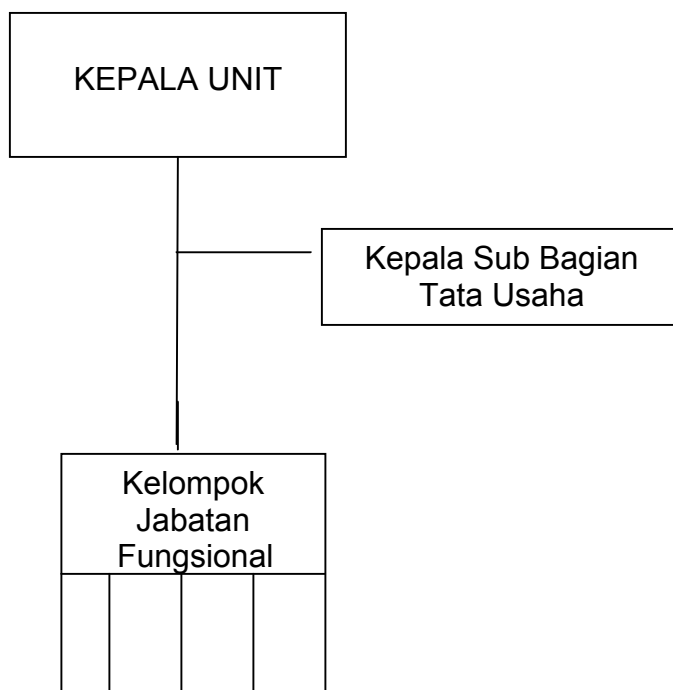 KEPALA UNIT
Kepala Sub Bagian
Tata Usaha
Kelompok
Jabatan
Fungsional